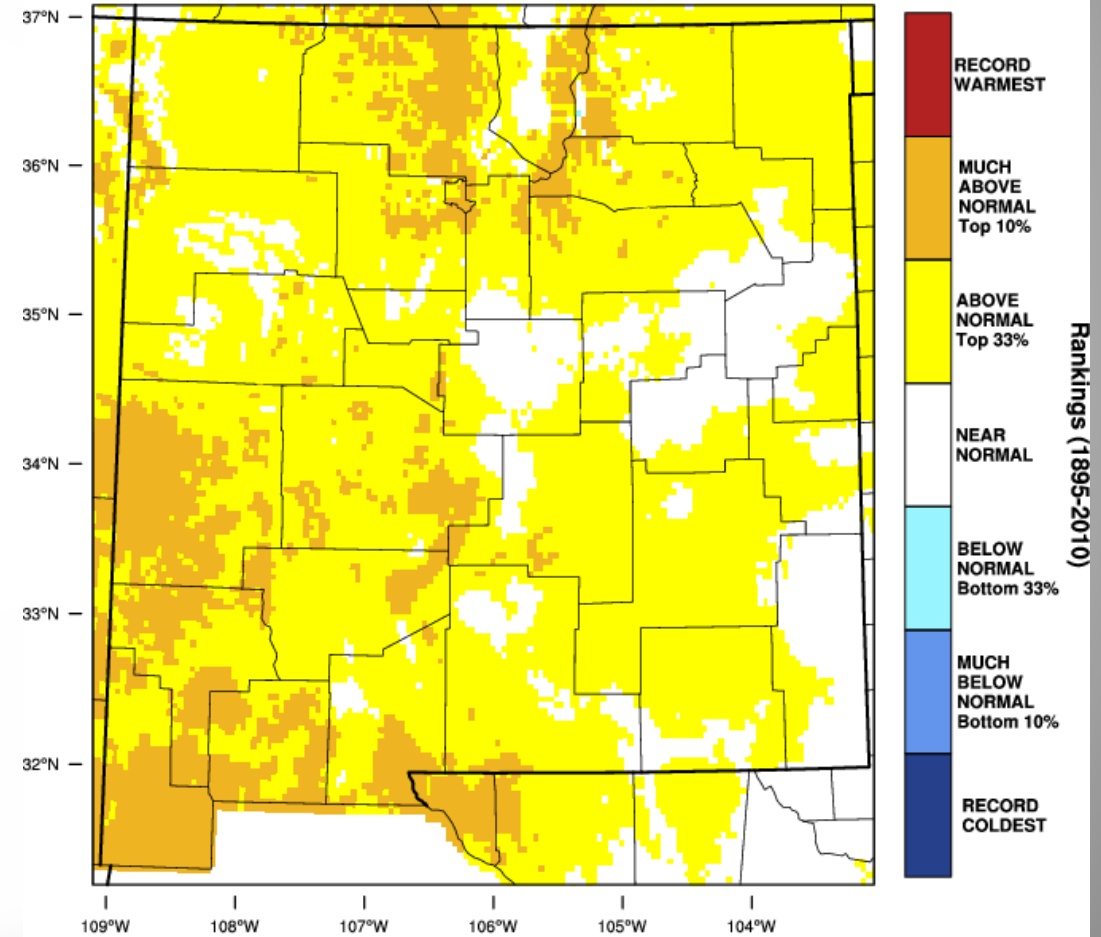 37°N
36°N
35°N
34°N
33°N
32°N
109°W
108°W
107°W
106°W
105°W
104°W
RECORD
WARMEST
MUCH
ABOVE
NORMAL
Top 10%
ABOVE
NORMAL
Top 33%
NEAR
NORMAL
BELOW
NORMAL
Bottom 33%
MUCH
BELOW
NORMAL
Bottom 10%
RECORD
COLDEST
Rankings (1895-2010)